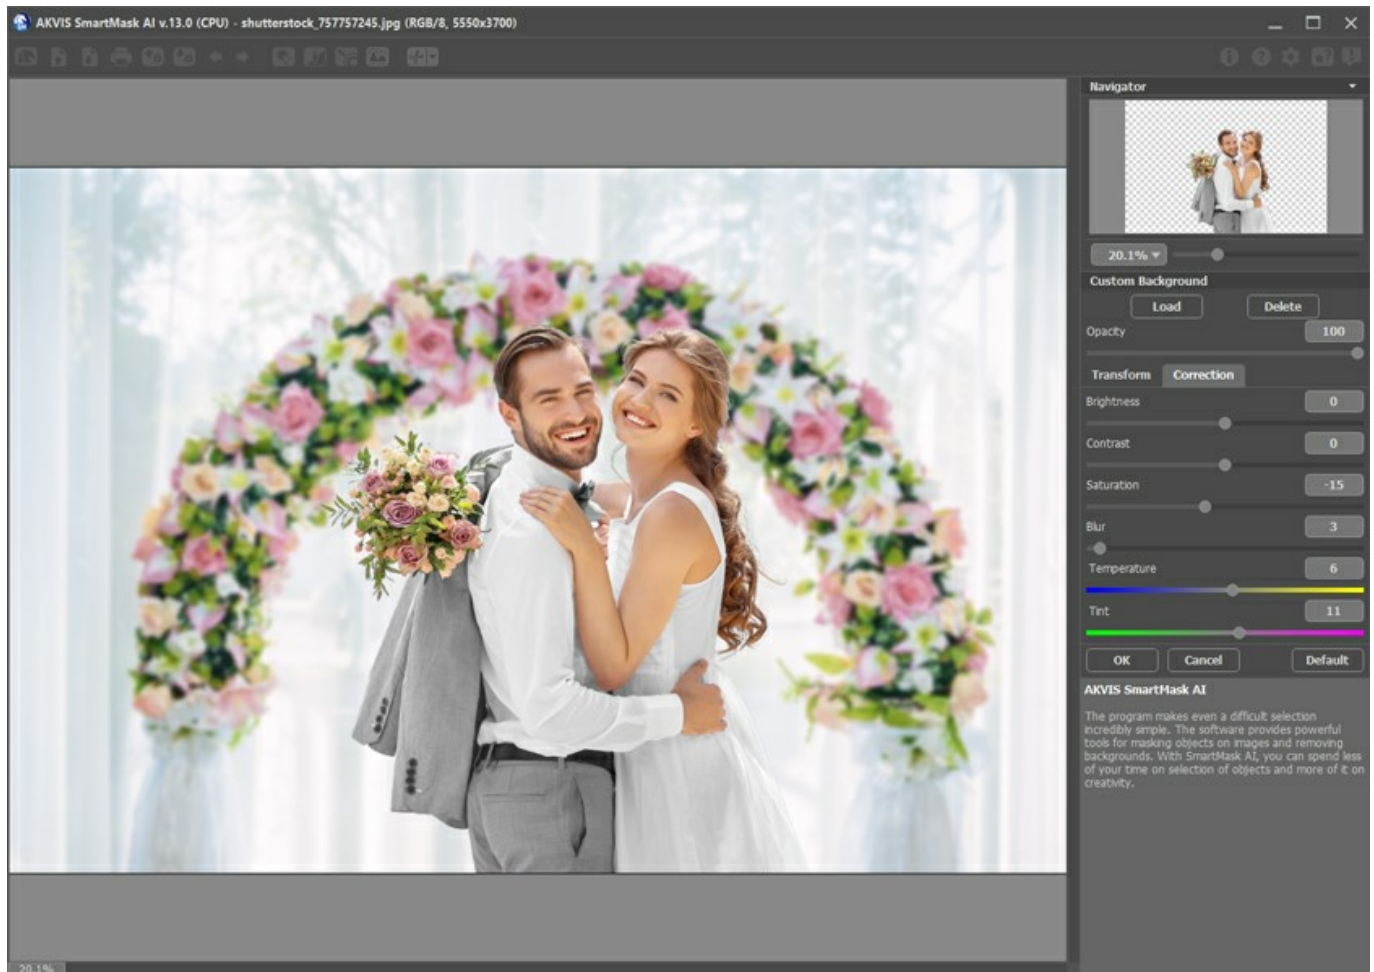 AKVIS SmartMask AI v.13.0 (CPU) - shutterstock_757757245.jpg (RGB/8, 5550x3700)
Navigator
20.1%
Custom Background
Load Delete
Opacity 100
Transform Correction
Brightness 0
Contrast 0
Saturation -15
Blur 3
Temperature 6
Tint 11
OK Cancel Default
AKVIS SmartMask AI
The program makes even a difficult selection
incredibly simple. The software provides powerful
tools for masking objects on images and removing
backgrounds. With SmartMask AI, you can spend less
of your time on selection of objects and more of it on
creativity.
20.1%